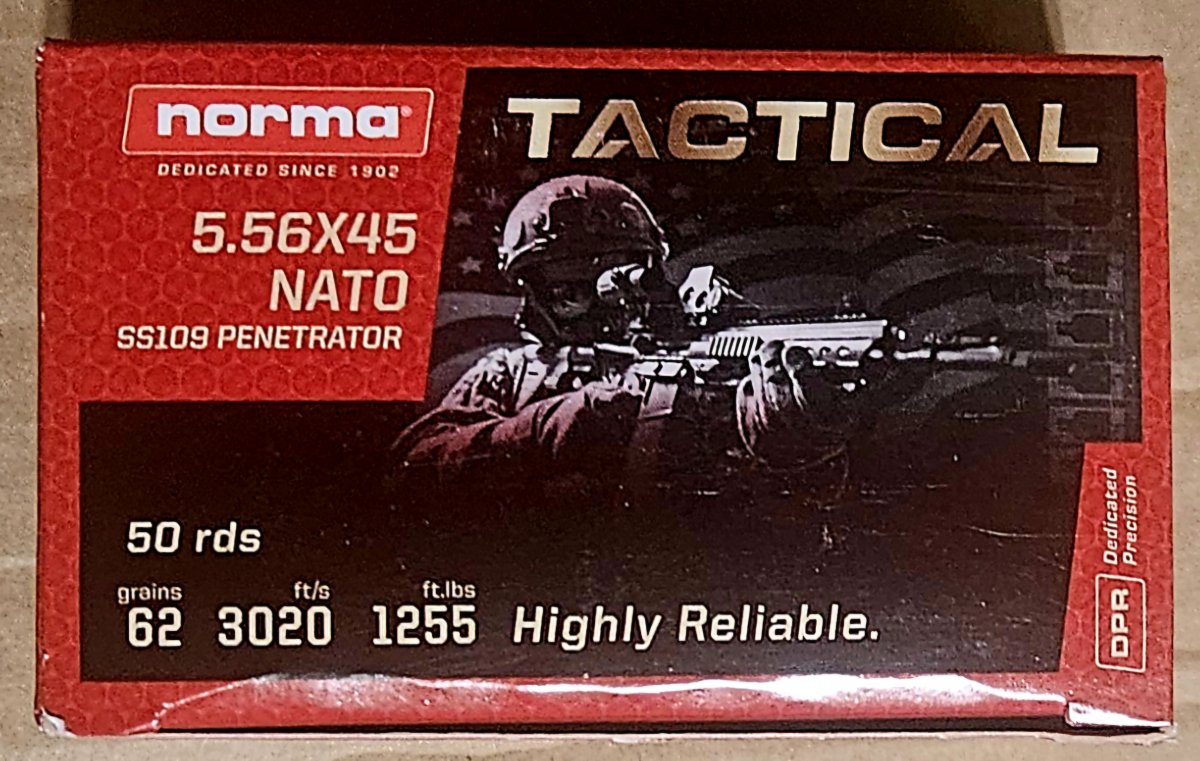 norma®
DEDICATED SINCE 1902
TACTICAL
5.56X45
NATO
SS109 PENETRATOR
50 rds
grains ft/s ft.lbs
62 3020 1255 Highly Reliable.
DPR Dedicated
Precision